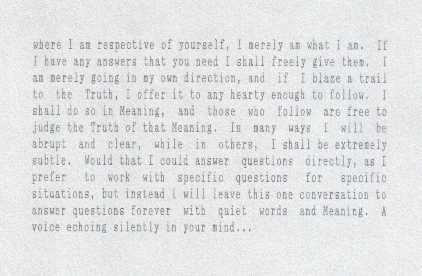 where I am respective of yourself, I merely am what I am. If
I have any answers that you need I shall freely give them. I
am merely going in my own direction, and if I blaze a trail
to the Truth, I offer it to any hearty enough to follow. I
shall do so in Meaning, and those who follow are free to
judge the Truth of that Meaning. In many ways I will be
abrupt and clear, while in others, I shall be extremely
subtle. Would that I could answer questions directly, as I
prefer to work with specific questions for specific
situations, but instead I will leave this one conversation to
answer questions forever with quiet words and Meaning. A
voice echoing silently in your mind...